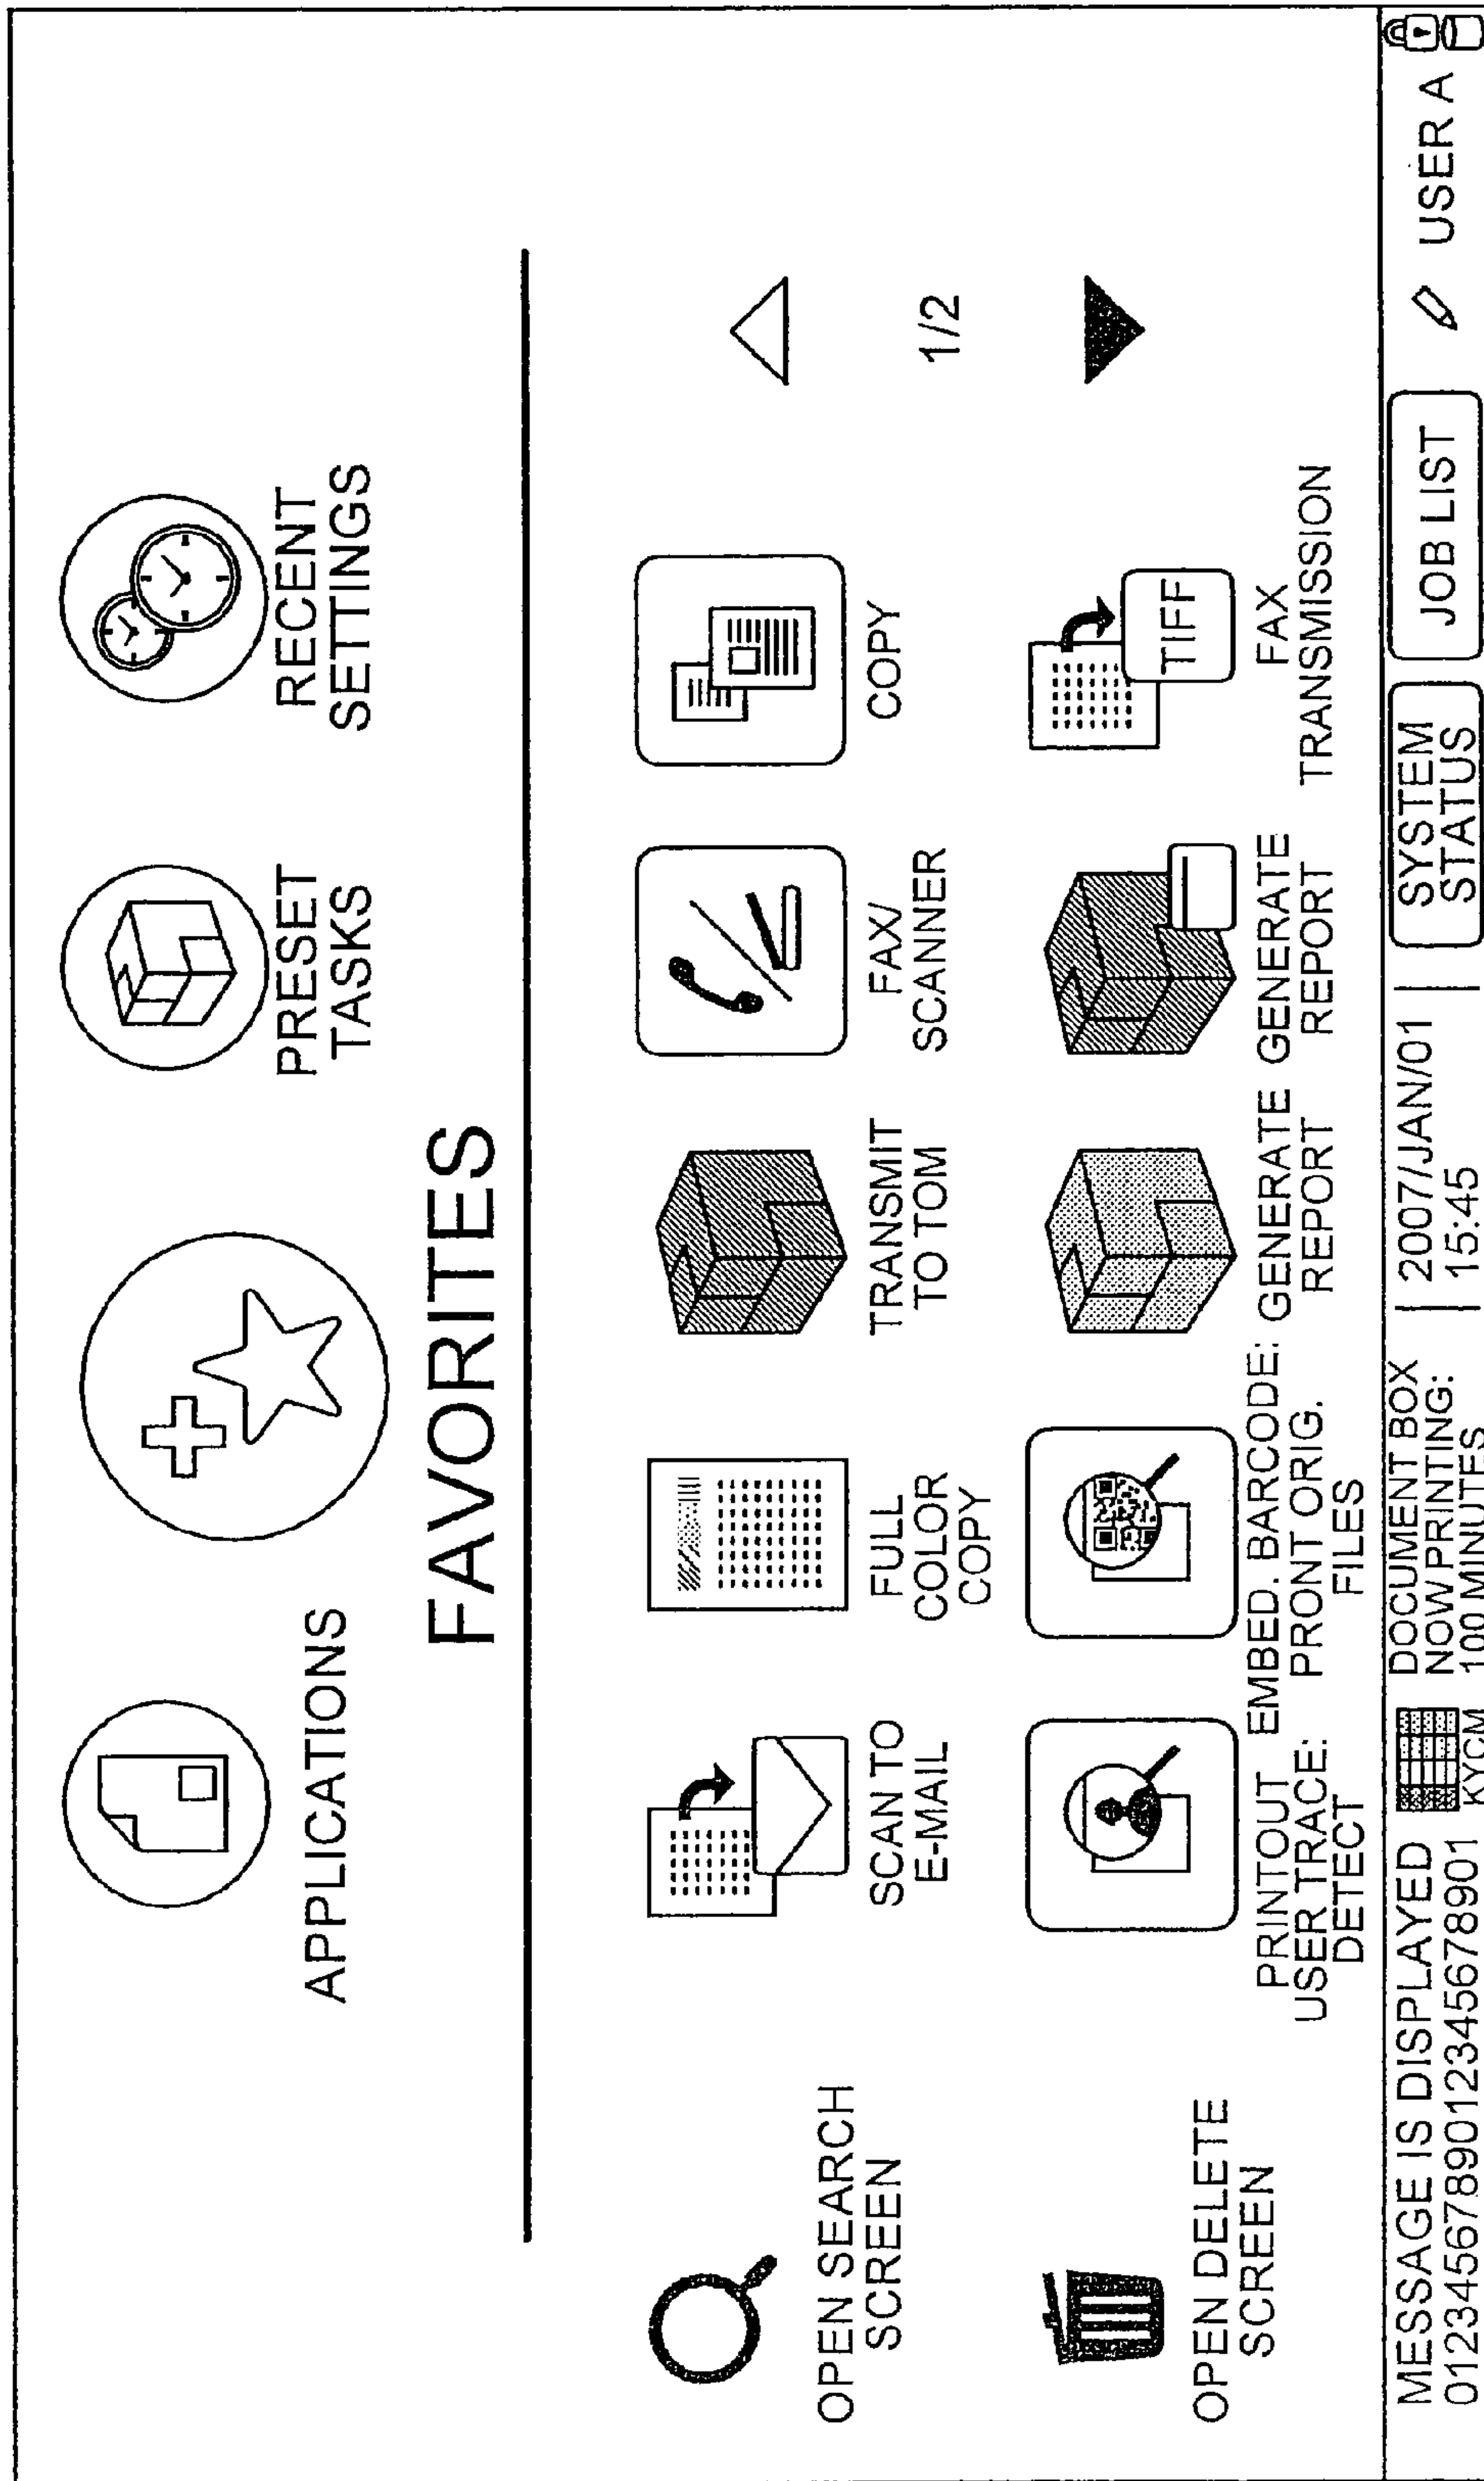 APPLICATIONS
FAVORITES
PRESET
TASKS
RECENT
SETTINGS
OPEN SEARCH
SCREEN
SCAN TO
E-MAIL
FULL
COLOR
COPY
TRANSMIT
TO TOM
FAX/
SCANNER
COPY
1/2
OPEN DELETE
SCREEN
PRINTOUT
USER TRACE:
DETECT
EMBED. BARCODE:
PRONT ORIG.
FILES
GENERATE
REPORT
GENERATE
REPORT
TIFF
FAX
TRANSMISSION
MESSAGE IS DISPLAYED
0123456789012345678901
KYCM
DOCUMENT BOX
NOW PRINTING:
100 MINUTES
2007/JAN/01
15:45
SYSTEM
STATUS
JOB LIST
USER A